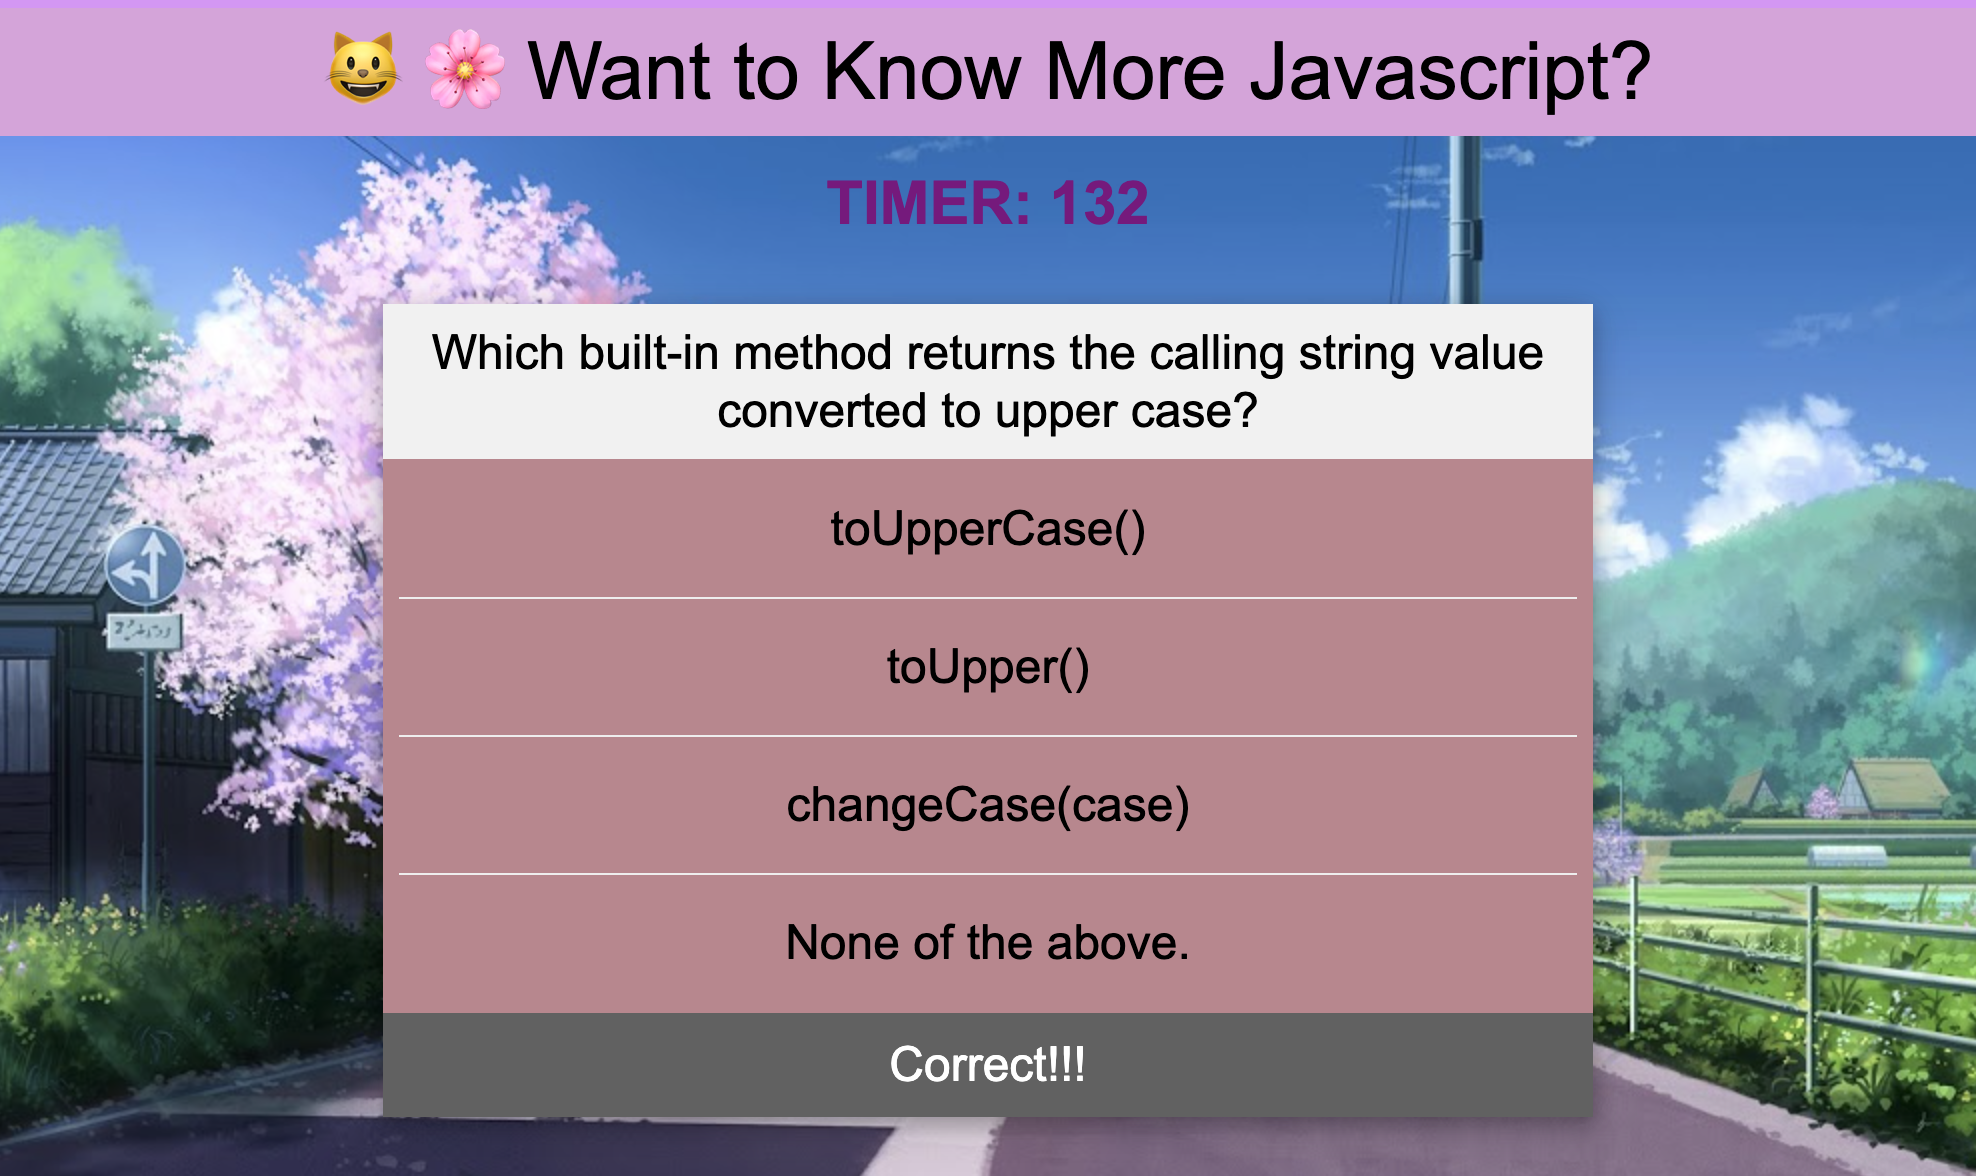 😺 🌸 Want to Know More Javascript?
TIMER: 132
Which built-in method returns the calling string value
converted to upper case?
toUpperCase()
toUpper()
changeCase(case)
None of the above.
Correct!!!